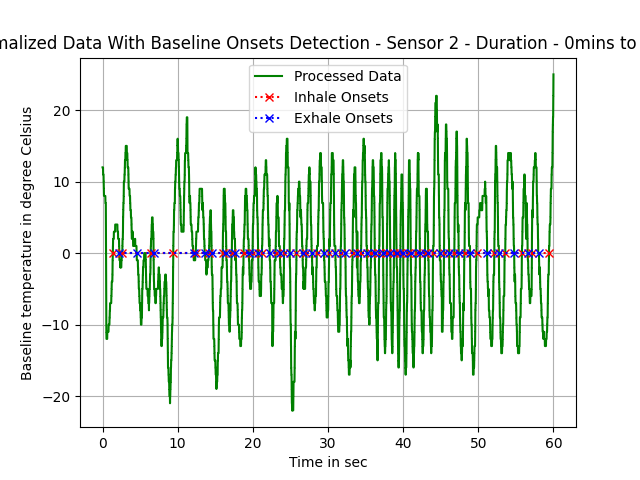 malized Data With Baseline Onsets Detection - Sensor 2 - Duration - 0mins to
Processed Data
Inhale Onsets
Exhale Onsets
Baseline temperature in degree Celsius
20
10
0
−10
−20
0 10 20 30 40 50 60
Time in sec